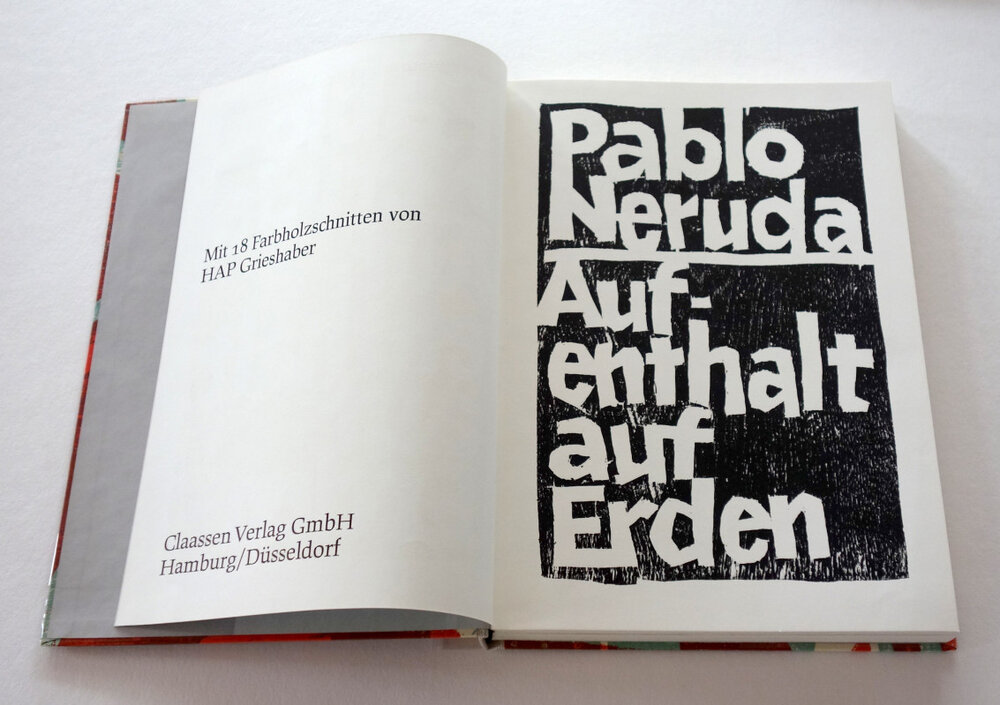 Mit 18 Farbholzschnitten von
HAP Grieshaber
Claassen Verlag GmbH
Hamburg/Düsseldorf
Pablo
Neruda
Auf-
enthalt
auf
Erden